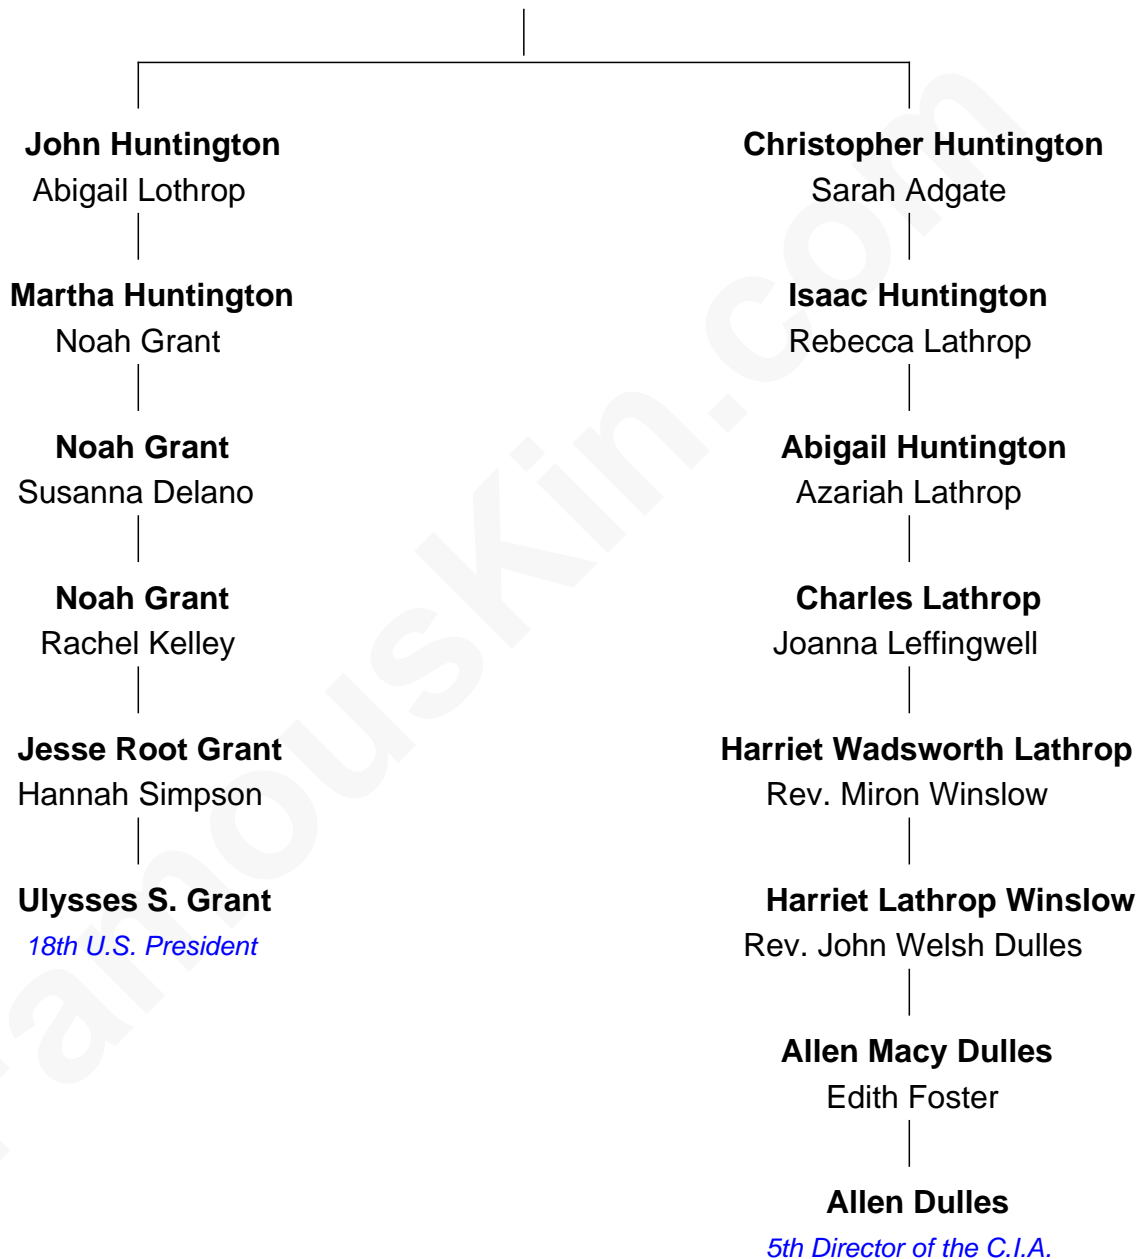 John Huntington
Abigail Lothrop
Martha Huntington
Noah Grant
Noah Grant
Susanna Delano
Noah Grant
Rachel Kelley
Jesse Root Grant
Hannah Simpson
Ulysses S. Grant
18th U.S. President
Christopher Huntington
Sarah Adgate
Isaac Huntington
Rebecca Lathrop
Abigail Huntington
Azariah Lathrop
Charles Lathrop
Joanna Leffingwell
Harriet Wadsworth Lathrop
Rev. Miron Winslow
Harriet Lathrop Winslow
Rev. John Welsh Dulles
Allen Macy Dulles
Edith Foster
Allen Dulles
5th Director of the C.I.A.
FamousKin.com